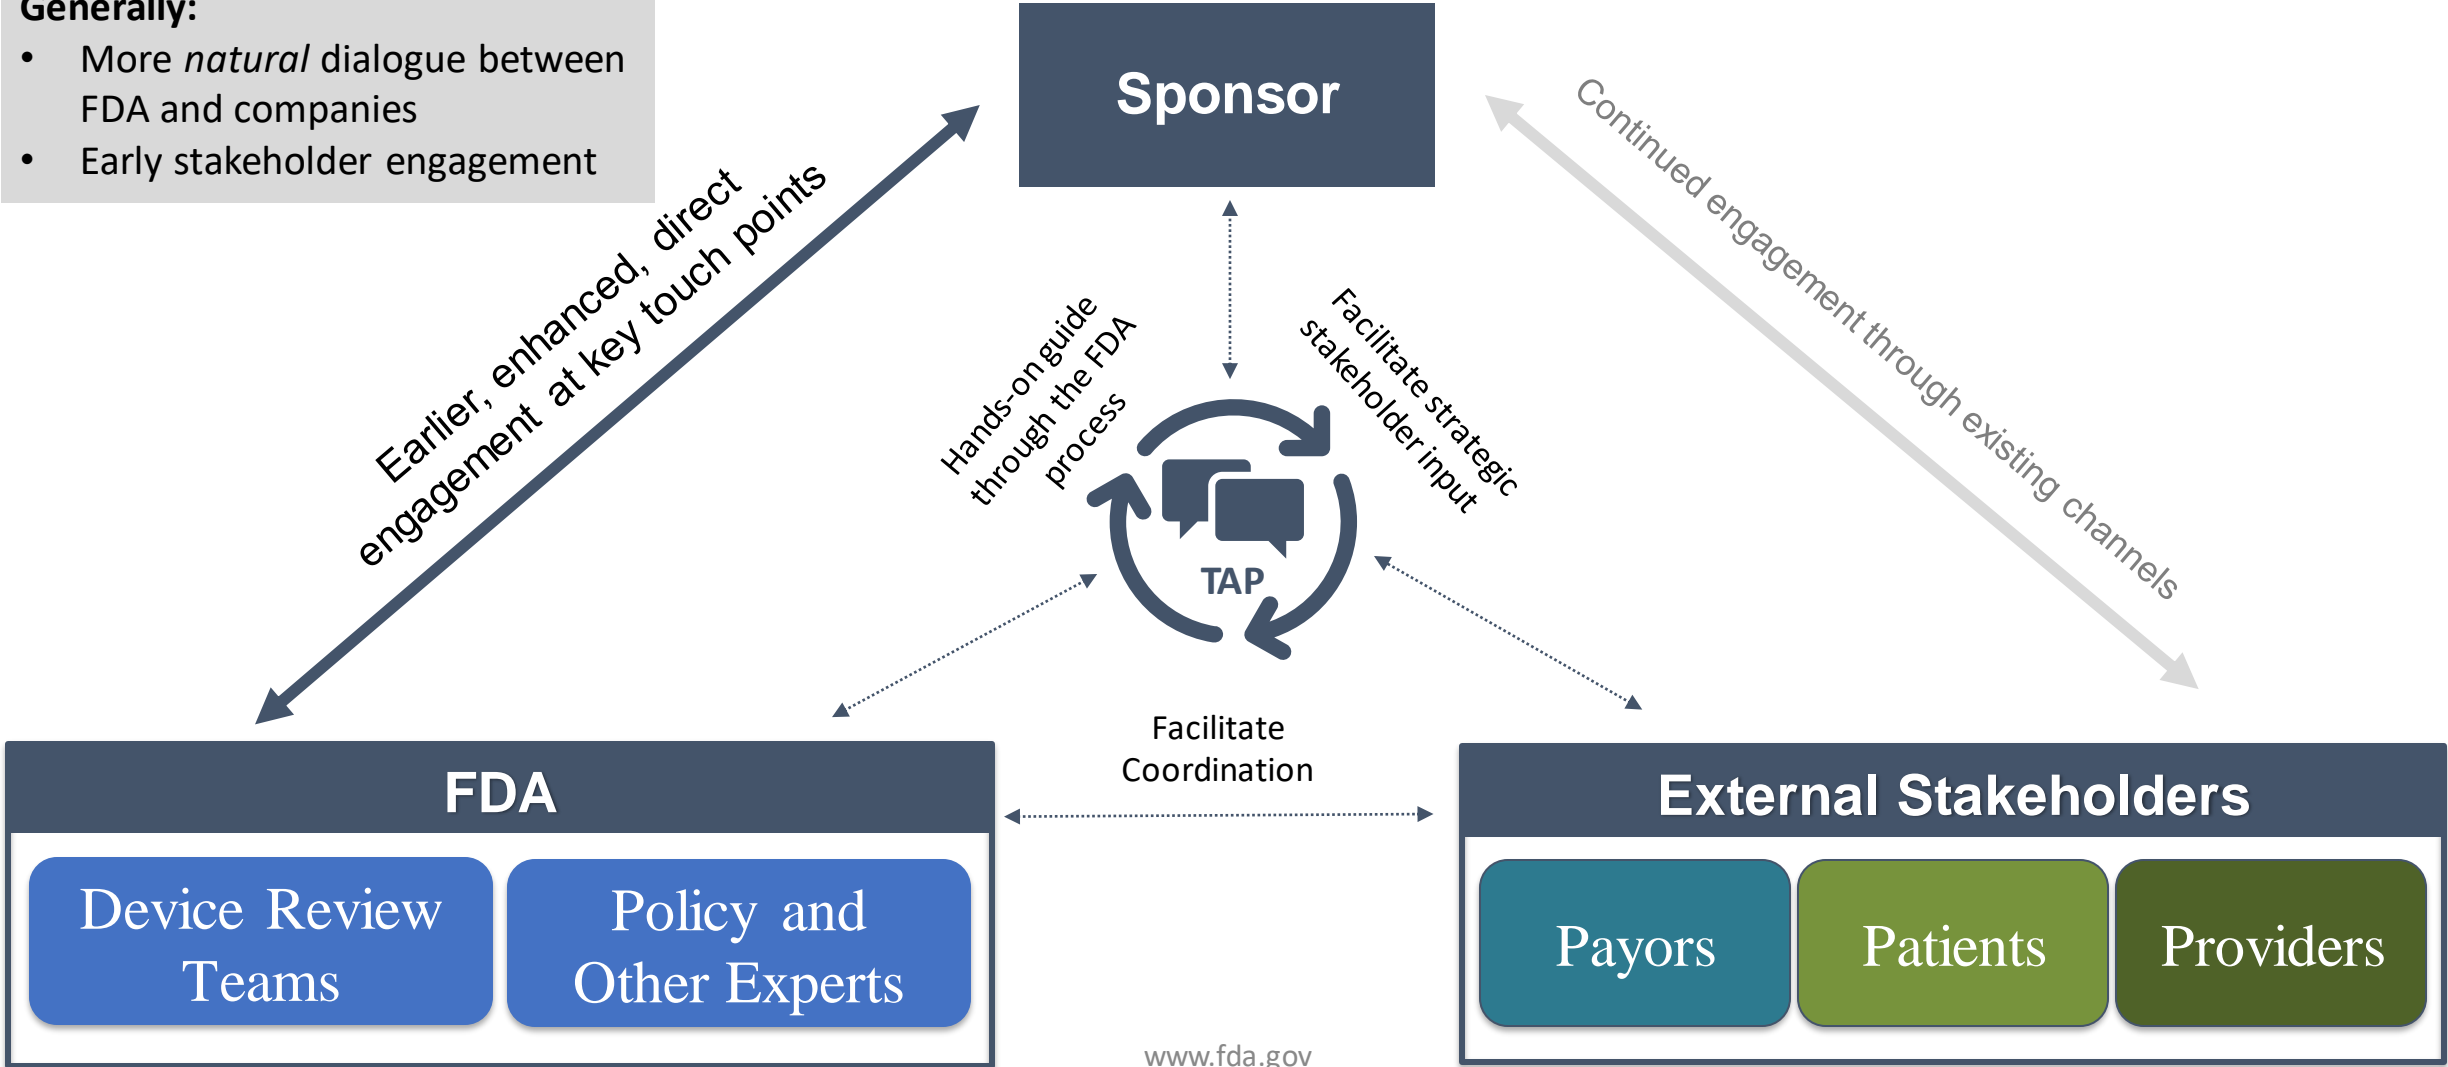 Generally:
• More natural dialogue between
FDA and companies
• Early stakeholder engagement
Sponsor
Earlier, enhanced, direct
engagement at key touch points
Continued engagement through existing channels
Hands-on guide
through the FDA
process
Facilitate strategic
stakeholder input
TAP
Facilitate
Coordination
FDA
Device Review
Teams
Policy and
Other Experts
External Stakeholders
Payors
Patients
Providers
www.fda.gov